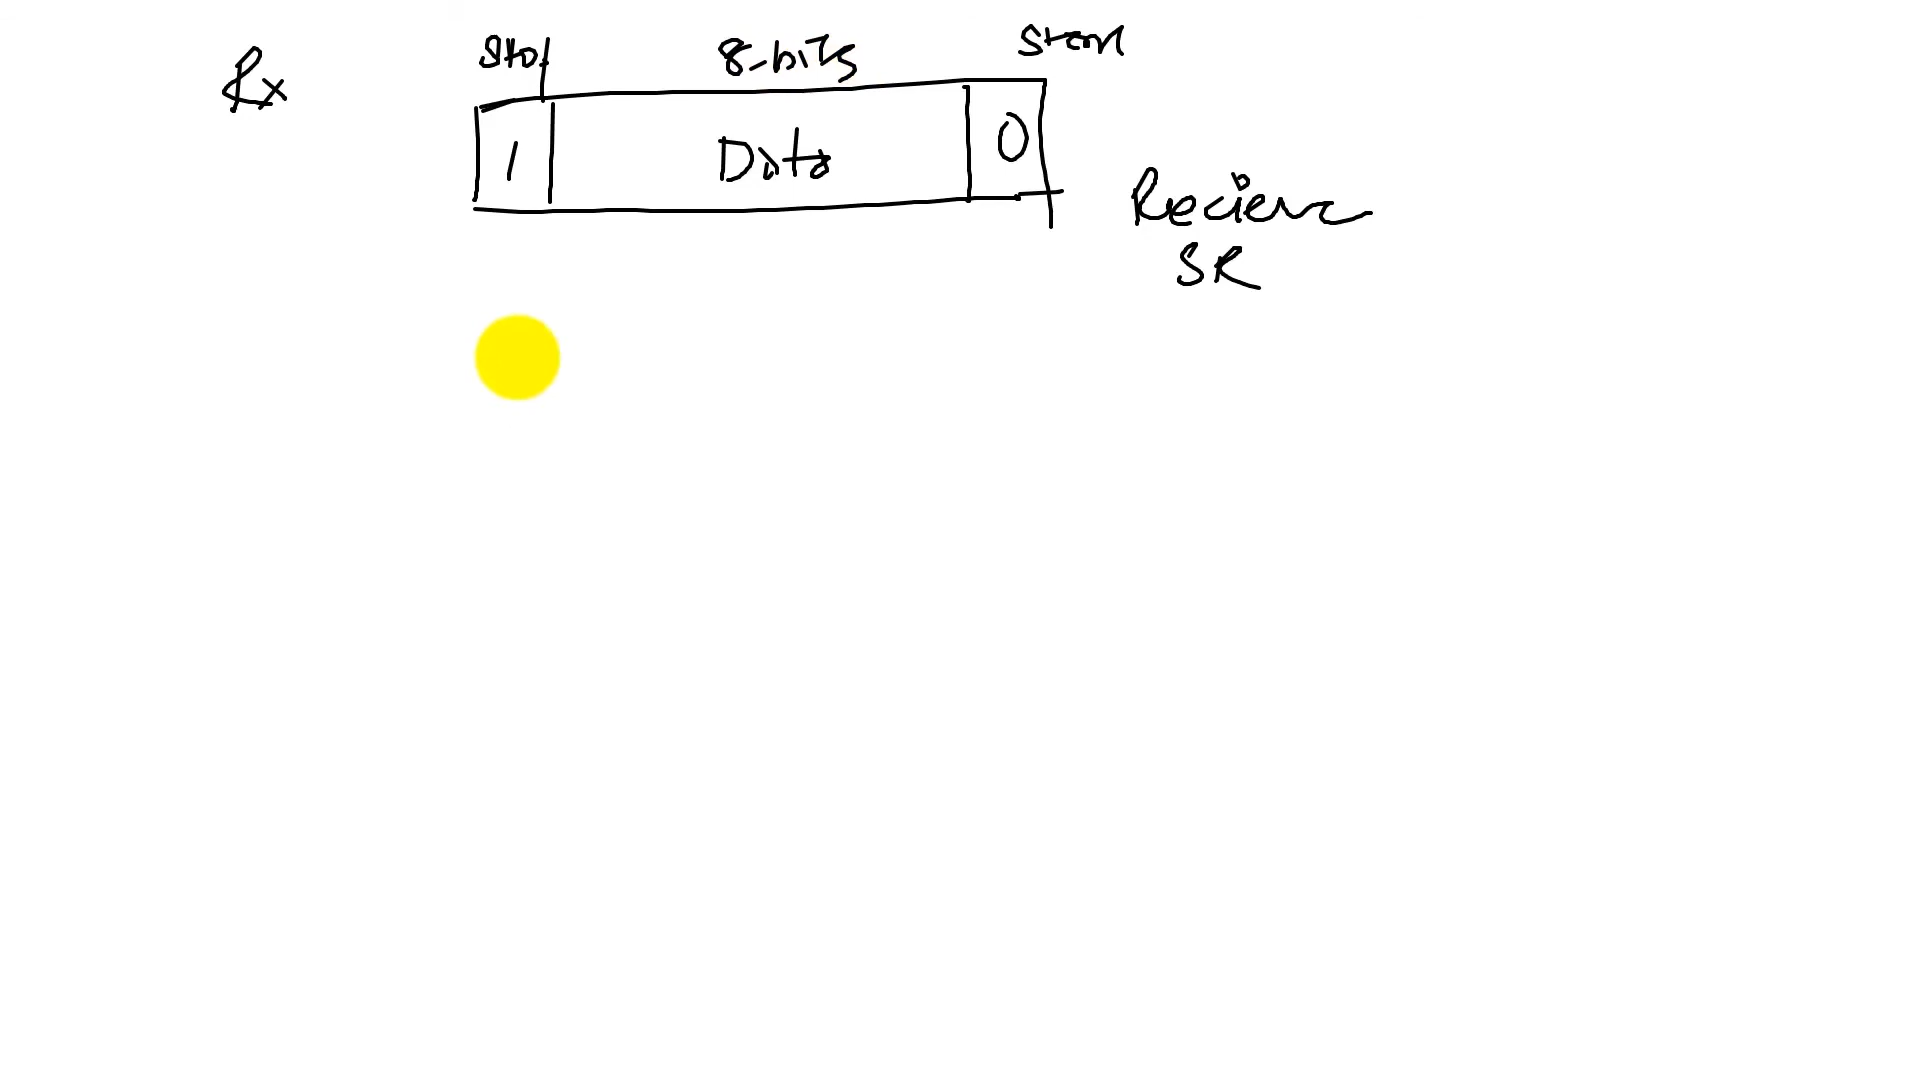 Rx
Stop 8-bits Start
1 Data 0
Reciever
SR